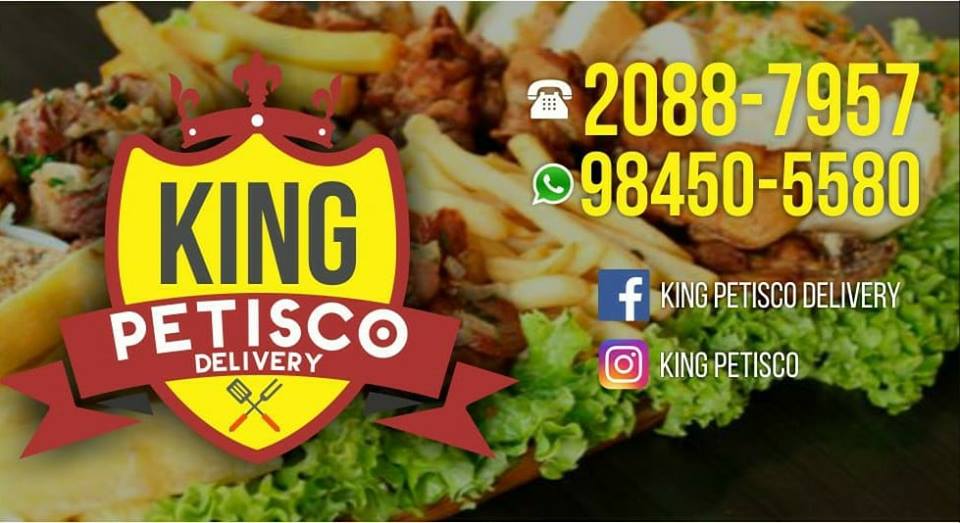 KING
PETISCO
DELIVERY
2088-7957
98450-5580
KING PETISCO DELIVERY
KING PETISCO